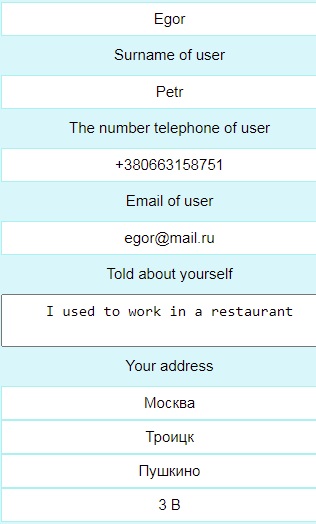 Egor
Surname of user
Petr
The number telephone of user
+380663158751
Email of user
egor@mail.ru
Told about yourself
I used to work in a restaurant
Your address
Москва
Троицк
Пушкино
3 В